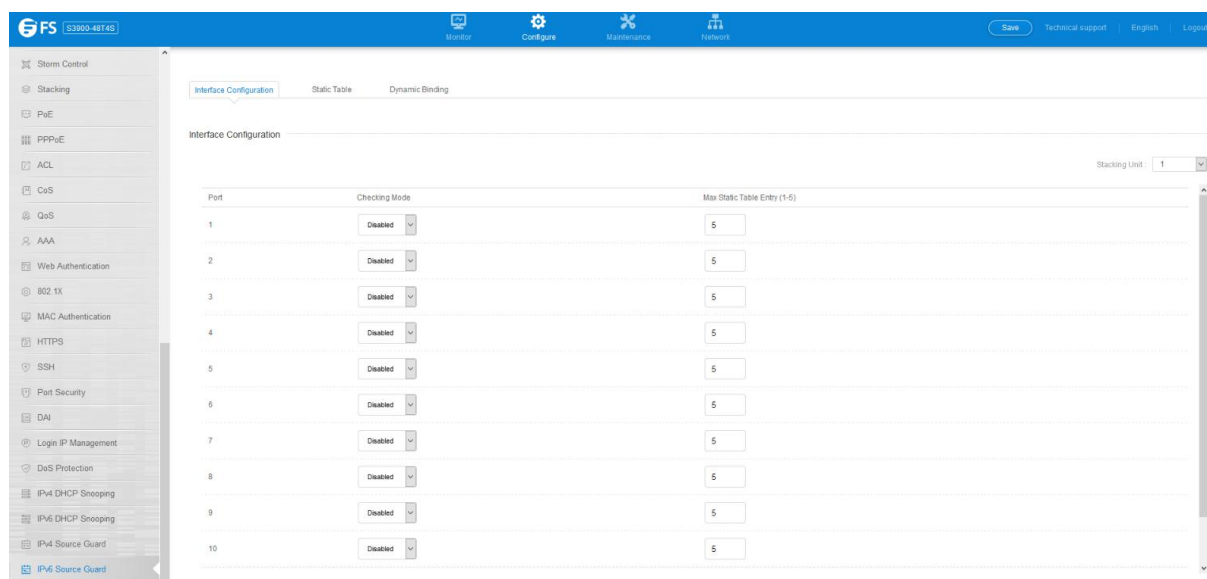 FS S3900-48T4S
Monitor Configure Maintenance Network
Save Technical support English Logout
Storm Control
Stacking
PoE
PPPoE
ACL
CoS
QoS
AAA
Web Authentication
802.1X
MAC Authentication
HTTPS
SSH
Port Security
DAI
Login IP Management
DoS Protection
IPv4 DHCP Snooping
IPv6 DHCP Snooping
IPv4 Source Guard
IPv6 Source Guard
Interface Configuration Static Table Dynamic Binding
Interface Configuration
Stacking Unit: 1
Port Checking Mode Max Static Table Entry (1-5)
1 Disabled 5
2 Disabled 5
3 Disabled 5
4 Disabled 5
5 Disabled 5
6 Disabled 5
7 Disabled 5
8 Disabled 5
9 Disabled 5
10 Disabled 5